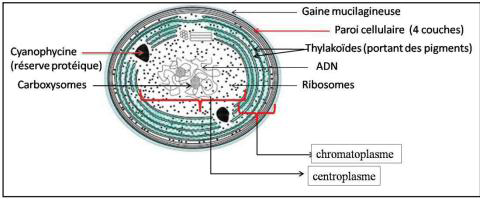 Gaine mucilagineuse
Paroi cellulaire (4 couches)
Cyanophycine
(réserve protéique)
Thylakoïdes (portant des pigments)
ADN
Carboxysomes
Ribosomes
chromatoplasme
centroplasme